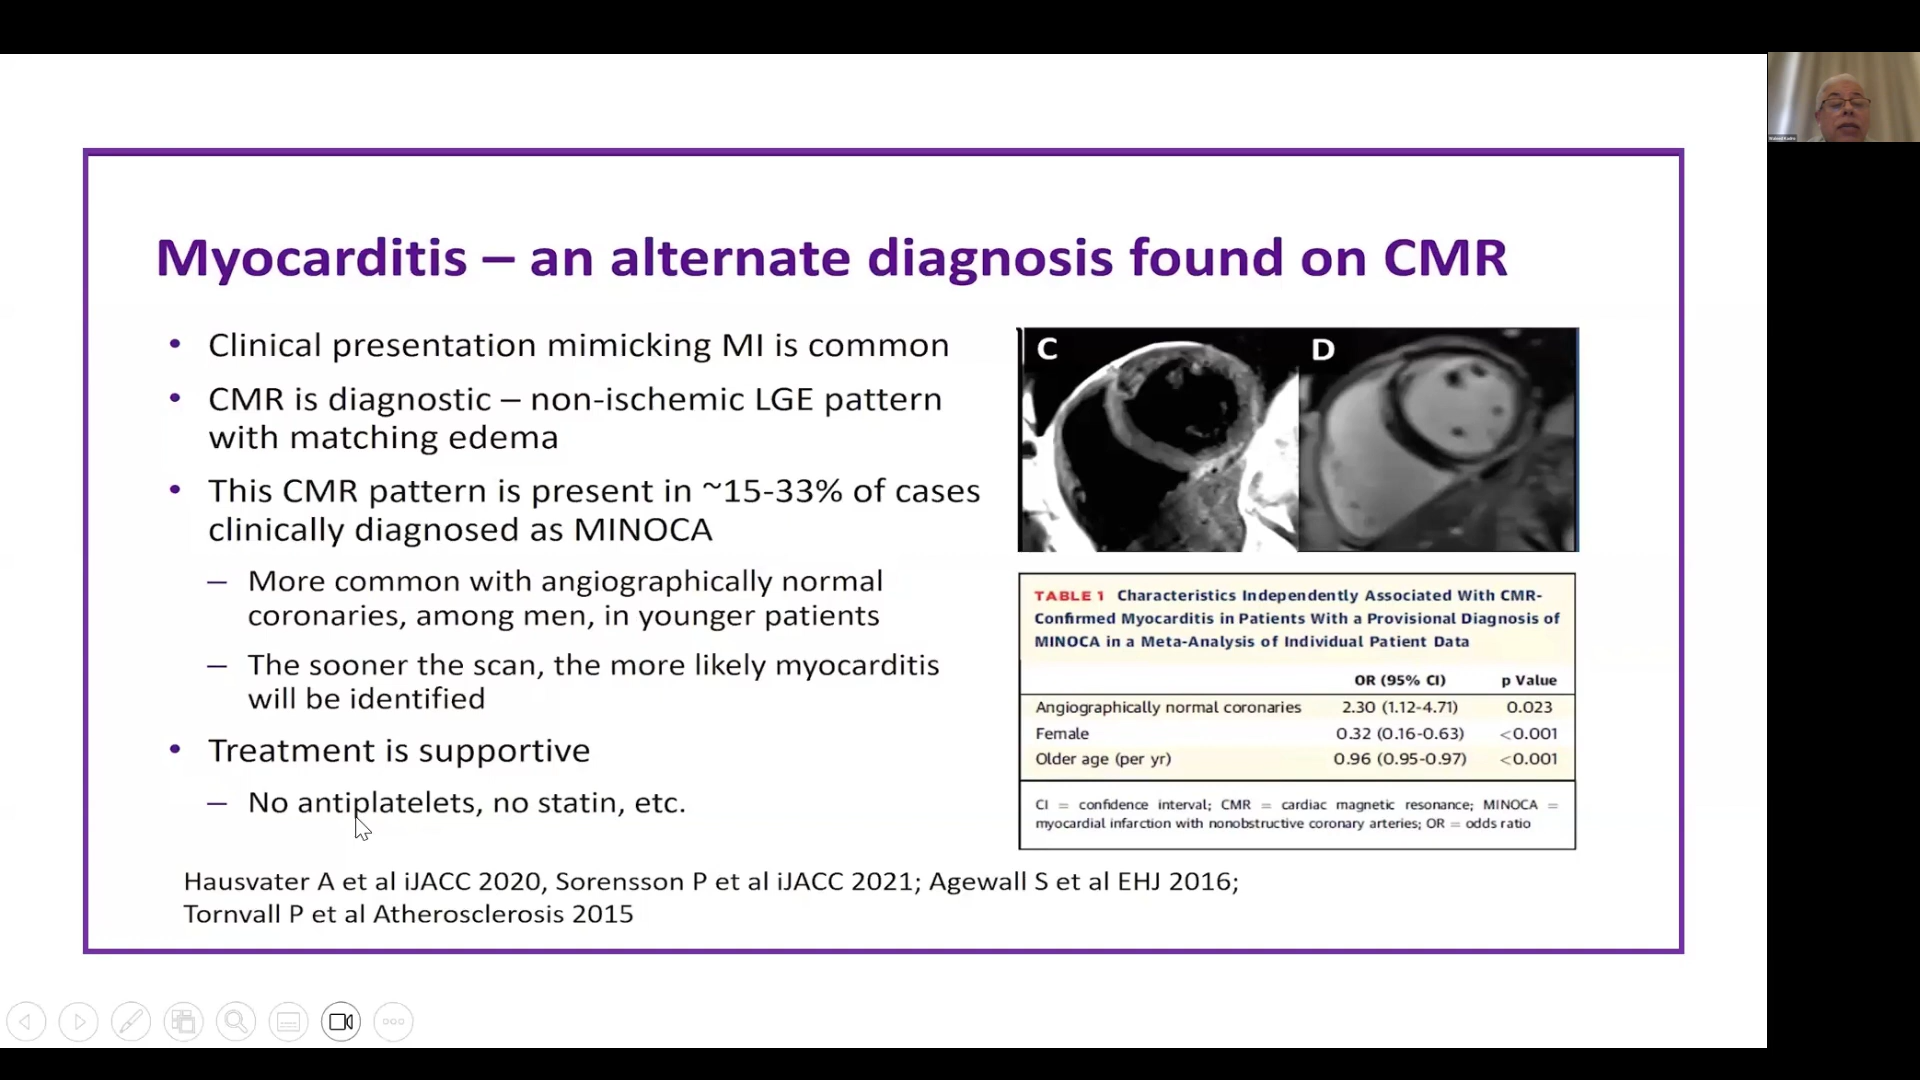 Myocarditis – an alternate diagnosis found on CMR
• Clinical presentation mimicking MI is common
• CMR is diagnostic – non-ischemic LGE pattern
with matching edema
• This CMR pattern is present in ~15-33% of cases
clinically diagnosed as MINOCA
– More common with angiographically normal
coronaries, among men, in younger patients
– The sooner the scan, the more likely myocarditis
will be identified
• Treatment is supportive
– No antiplatelets, no statin, etc.
C
D
TABLE 1 Characteristics Independently Associated With CMR-
Confirmed Myocarditis in Patients With a Provisional Diagnosis of
MINOCA in a Meta-Analysis of Individual Patient Data
OR (95% CI) p Value
Angiographically normal coronaries 2.30 (1.12-4.71) 0.023
Female 0.32 (0.16-0.63) <0.001
Older age (per yr) 0.96 (0.95-0.97) <0.001
CI = confidence interval; CMR = cardiac magnetic resonance; MINOCA =
myocardial infarction with nonobstructive coronary arteries; OR = odds ratio
Hausvater A et al iJACC 2020, Sorensson P et al iJACC 2021; Agewall S et al EHJ 2016;
Tornvall P et al Atherosclerosis 2015